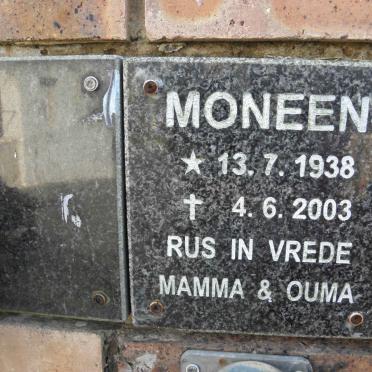 MONEEN
★ 13. 7. 1938
✝ 4. 6. 2003
RUS IN VREDE
MAMMA & OUMA